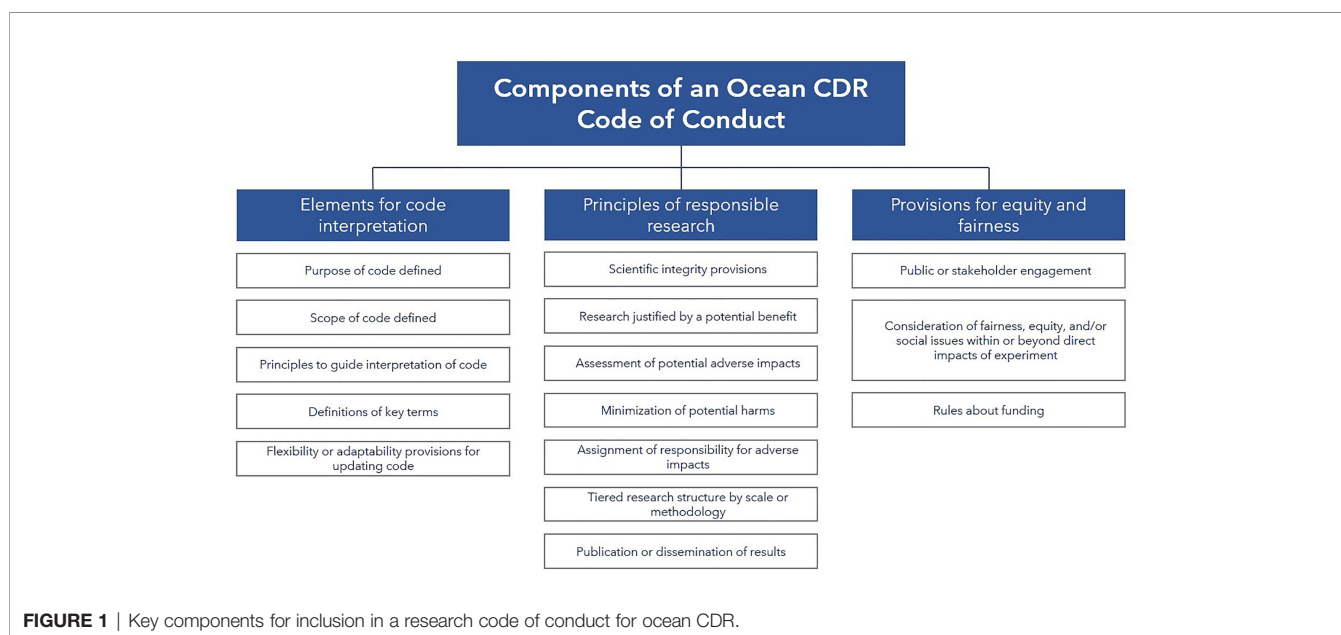 Components of an Ocean CDR
Code of Conduct
Elements for code
interpretation
Purpose of code defined
Scope of code defined
Principles to guide interpretation of code
Definitions of key terms
Flexibility or adaptability provisions for
updating code
Principles of responsible
research
Scientific integrity provisions
Research justified by a potential benefit
Assessment of potential adverse impacts
Minimization of potential harms
Assignment of responsibility for adverse
impacts
Tiered research structure by scale or
methodology
Publication or dissemination of results
Provisions for equity and
fairness
Public or stakeholder engagement
Consideration of fairness, equity, and/or
social issues within or beyond direct
impacts of experiment
Rules about funding
FIGURE 1 | Key components for inclusion in a research code of conduct for ocean CDR.